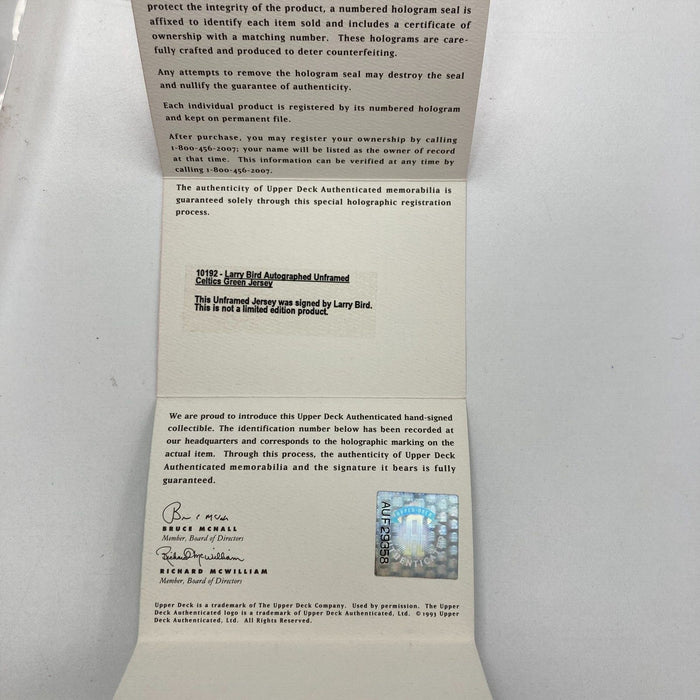 protect the integrity of the product, a numbered hologram seal is
affixed to identify each item sold and includes a certificate of
ownership with a matching number. These holograms are care-
fully crafted and produced to deter counterfeiting.
Any attempts to remove the hologram seal may destroy the seal
and nullify the guarantee of authenticity.
Each individual product is registered by its numbered hologram
and kept on permanent file.
After purchase, you may register your ownership by calling
1-800-456-2007; your name will be listed as the owner of record
at that time. This information can be verified at any time by
calling 1-800-456-2007.
The authenticity of Upper Deck Authenticated memorabilia is
guaranteed solely through this special holographic registration
process.
10192 - Larry Bird Autographed Unframed
Celtics Green Jersey
This Unframed Jersey was signed by Larry Bird.
This is not a limited edition product.
We are proud to introduce this Upper Deck Authenticated hand-signed
collectible. The identification number below has been recorded at
our headquarters and corresponds to the holographic marking on the
actual item. Through this process, the authenticity of Upper Deck
Authenticated memorabilia and the signature it bears is fully
guaranteed.
BRUCE MCNALL
Member, Board of Directors
Richard McWilliam
RICHARD MCWILLIAM
Member, Board of Directors
UPPER DECK
AUTHENTICATED
AUF29358
Upper Deck is a trademark of The Upper Deck Company. Used by permission. The Upper
Deck Authenticated logo is a trademark of Upper Deck Authenticated, Ltd. © 1993 Upper
Deck Authenticated, Ltd. All Rights Reserved.